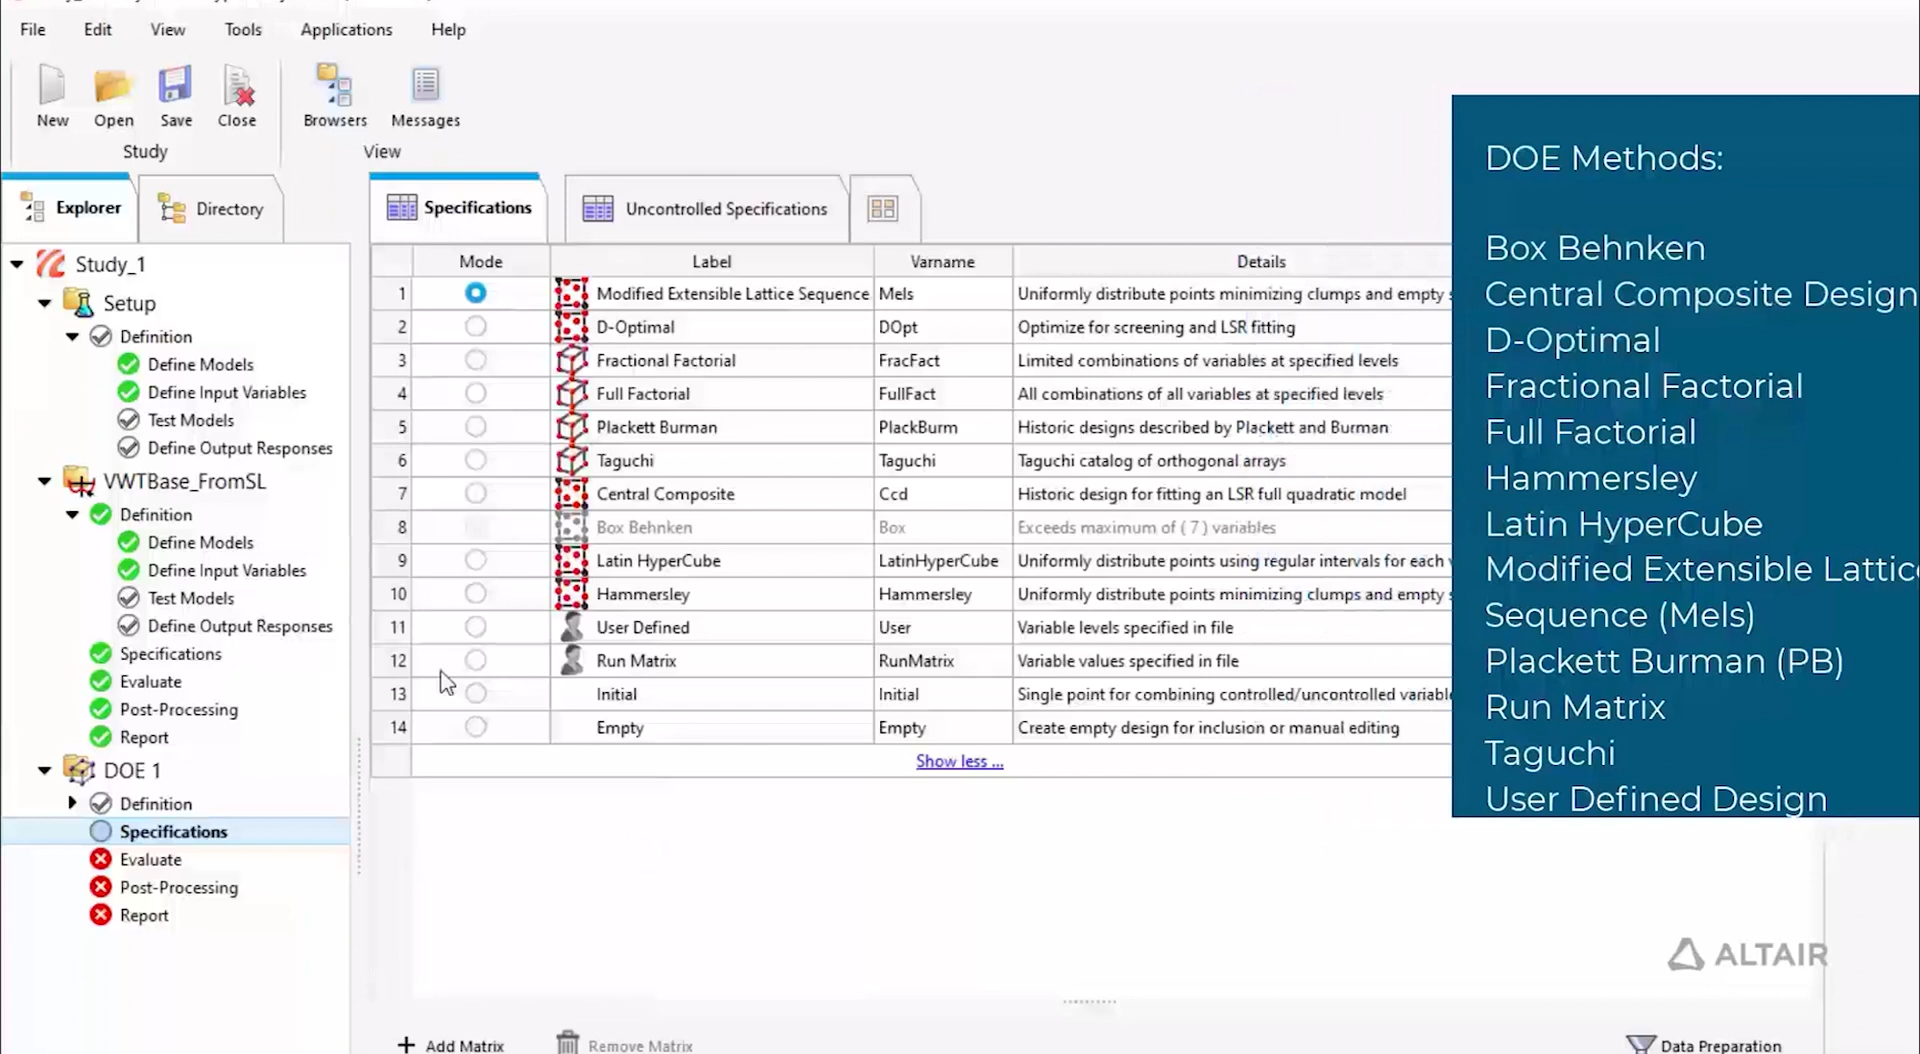 File Edit View Tools Applications Help
New Open Save Close Browsers Messages
Study View
Explorer Directory
Study_1
Setup
Definition
Define Models
Define Input Variables
Test Models
Define Output Responses
VWTBase_FromSL
Definition
Define Models
Define Input Variables
Test Models
Define Output Responses
Specifications
Evaluate
Post-Processing
Report
DOE 1
Definition
Specifications
Evaluate
Post-Processing
Report
Specifications Uncontrolled Specifications
Mode Label Varname Details
1 Modified Extensible Lattice Sequence Mels Uniformly distribute points minimizing clumps and empty
2 D-Optimal DOpt Optimize for screening and LSR fitting
3 Fractional Factorial FracFact Limited combinations of variables at specified levels
4 Full Factorial FullFact All combinations of all variables at specified levels
5 Plackett Burman PlackBurm Historic designs described by Plackett and Burman
6 Taguchi Taguchi Taguchi catalog of orthogonal arrays
7 Central Composite Ccd Historic design for fitting an LSR full quadratic model
8 Box Behnken Box Exceeds maximum of ( 7 ) variables
9 Latin HyperCube LatinHyperCube Uniformly distribute points using regular intervals for each
10 Hammersley Hammersley Uniformly distribute points minimizing clumps and empty
11 User Defined User Variable levels specified in file
12 Run Matrix RunMatrix Variable values specified in file
13 Initial Initial Single point for combining controlled/uncontrolled variabl
14 Empty Empty Create empty design for inclusion or manual editing
Show less ...
DOE Methods:
Box Behnken
Central Composite Design
D-Optimal
Fractional Factorial
Full Factorial
Hammersley
Latin HyperCube
Modified Extensible Lattice
Sequence (Mels)
Plackett Burman (PB)
Run Matrix
Taguchi
User Defined Design
ALTAIR
Add Matrix Remove Matrix Data Preparation